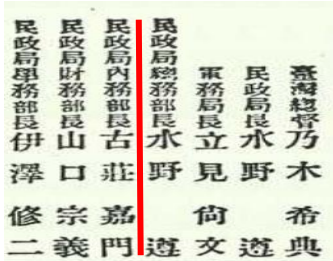 臺灣總督乃木希典
民政局長水野遵
軍務局長立見尙文
民政局總務部長水野遵
民政局內務部長古莊嘉門
民政局財務部長山口宗義
民政局學務部長伊澤修二